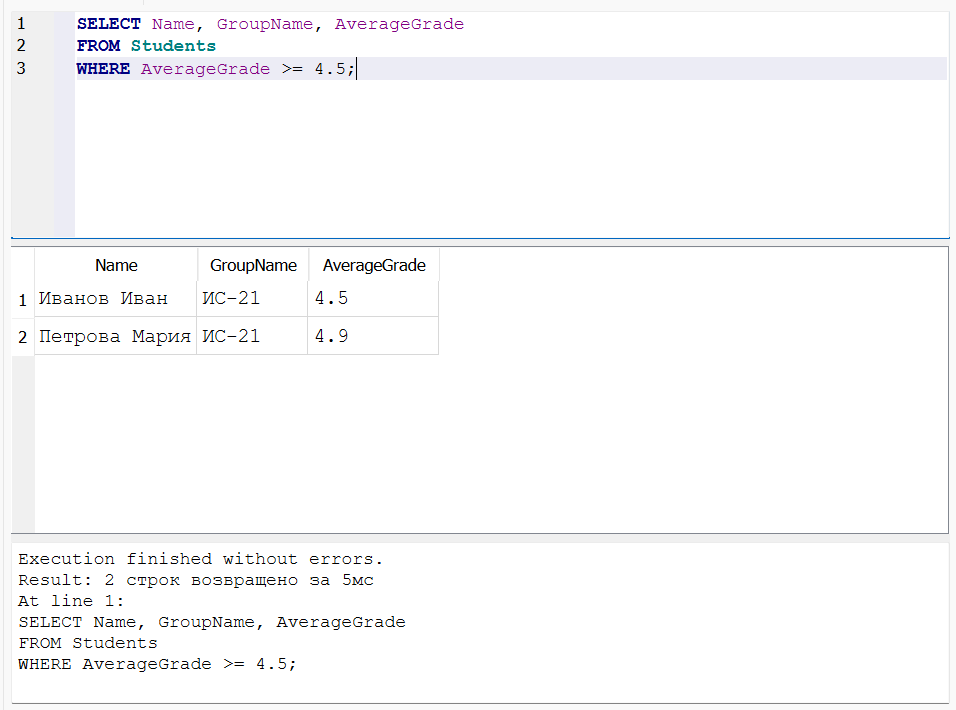 1 SELECT Name, GroupName, AverageGrade
2 FROM Students
3 WHERE AverageGrade >= 4.5;
Name GroupName AverageGrade
1 Иванов Иван ИС-21 4.5
2 Петрова Мария ИС-21 4.9
Execution finished without errors.
Result: 2 строк возвращено за 5мс
At line 1:
SELECT Name, GroupName, AverageGrade
FROM Students
WHERE AverageGrade >= 4.5;